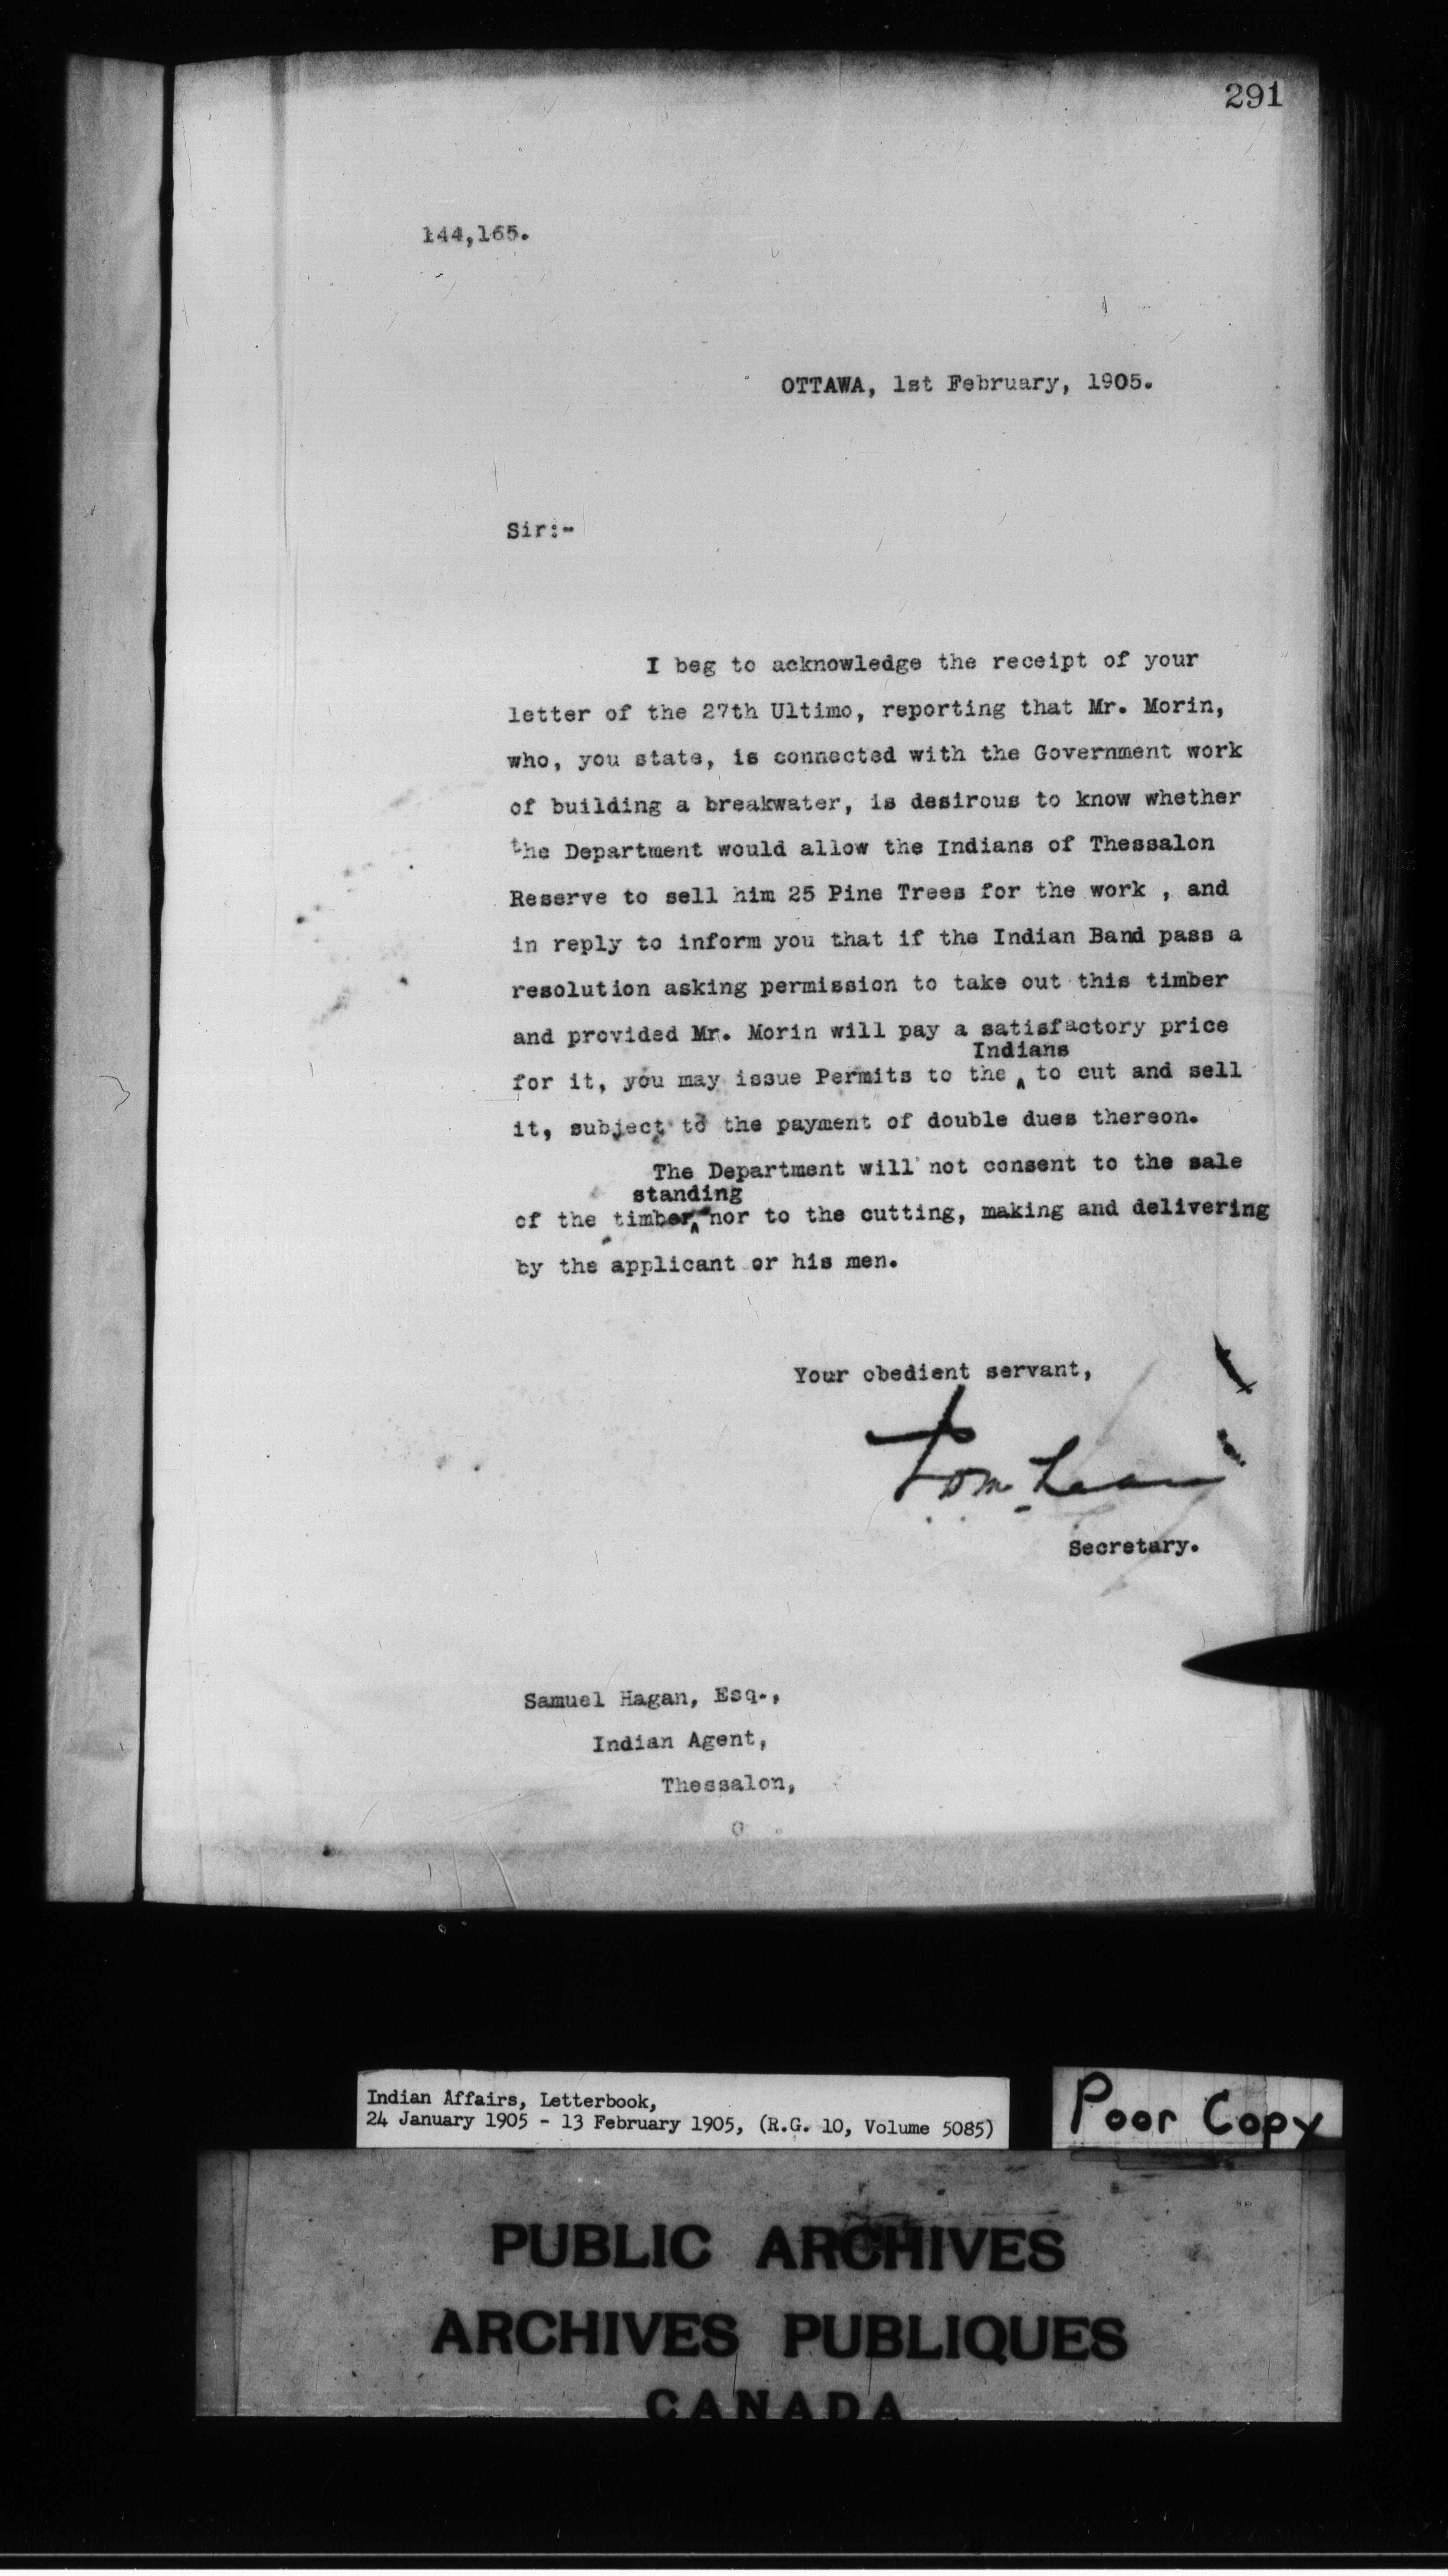 291
144,165.
OTTAWA, 1st February, 1905.
Sir:-
I beg to acknowledge the receipt of your
letter of the 27th Ultimo, reporting that Mr. Morin,
who, you state, is connected with the Government work
of building a breakwater, is desirous to know whether
the Department would allow the Indians of Thessalon
Reserve to sell him 25 Pine Trees for the work , and
in reply to inform you that if the Indian Band pass a
resolution asking permission to take out this timber
and provided Mr. Morin will pay a satisfactory price
Indians
for it, you may issue Permits to the ‸ to cut and sell
it, subject to the payment of double dues thereon.
The Department will not consent to the sale
standing
of the timber,‸ nor to the cutting, making and delivering
by the applicant or his men.
Your obedient servant,
Secretary.
Samuel Hagan, Esq.,
Indian Agent,
Thessalon,
O .
Indian Affairs, Letterbook,
24 January 1905 - 13 February 1905, (R.G. 10, Volume 5085)
Poor Copy
PUBLIC ARCHIVES
ARCHIVES PUBLIQUES
CANADA